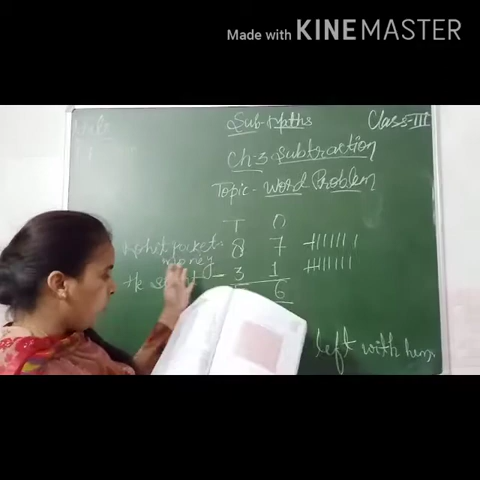 Made with KINEMASTER
Sub-Maths
Class-III
Ch-3 Subtraction
Topic- Word Problem
T O
Pocket 8 7
money
He - 3 1
6
left with him